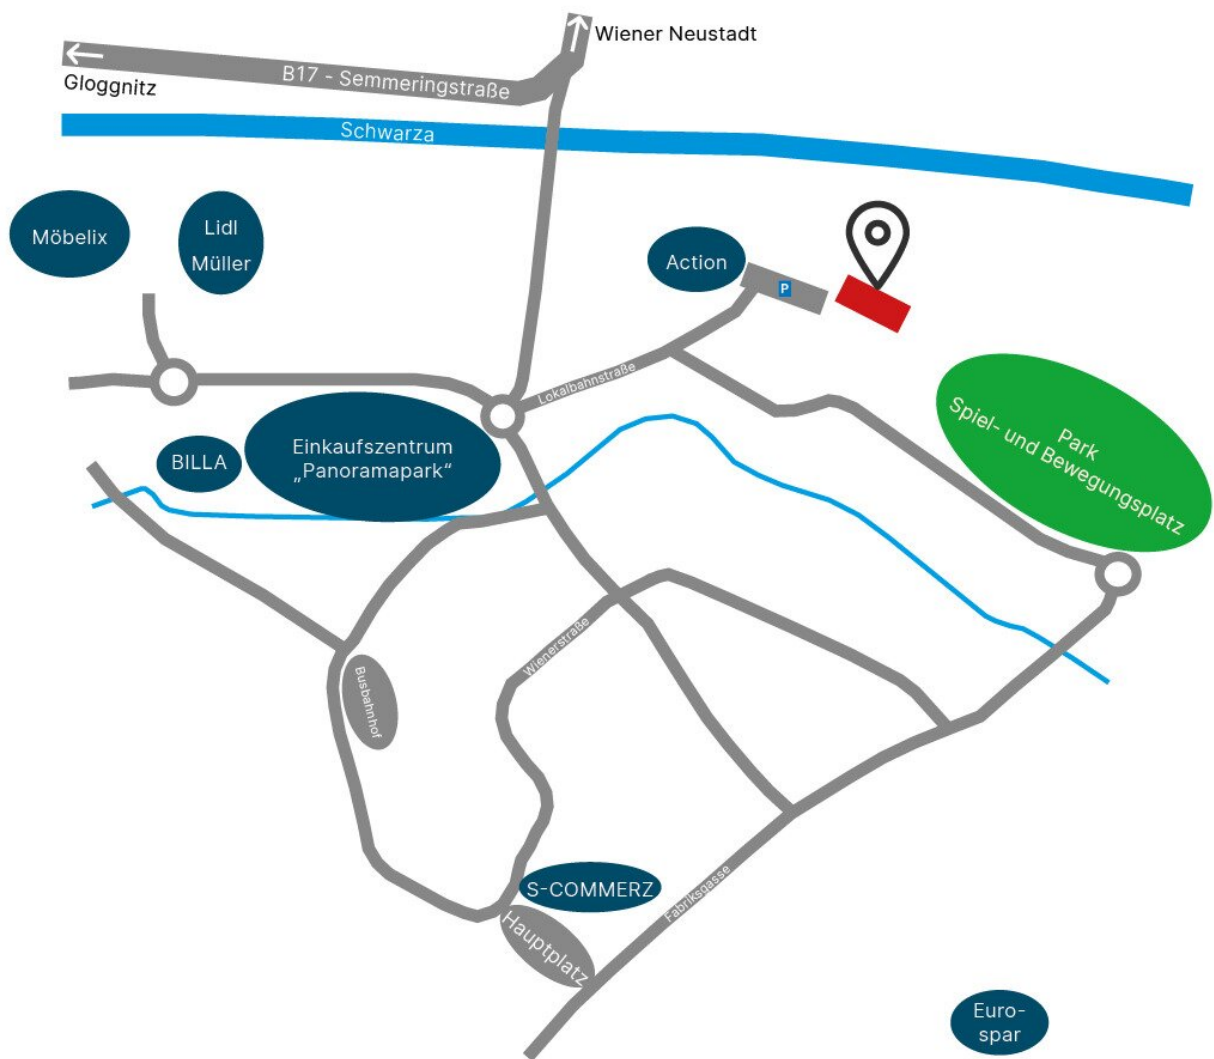 Wiener Neustadt
B17 - Semmeringstraße
Gloggnitz
Schwarza
Möbelix
Lidl
Müller
Action
P
Lokalbahnstraße
Park
Spiel- und Bewegungsplatz
Einkaufszentrum
„Panoramapark“
BILLA
Wienerstraße
Busbahnhof
S-COMMERZ
Fabriksgasse
Hauptplatz
Euro-
spar